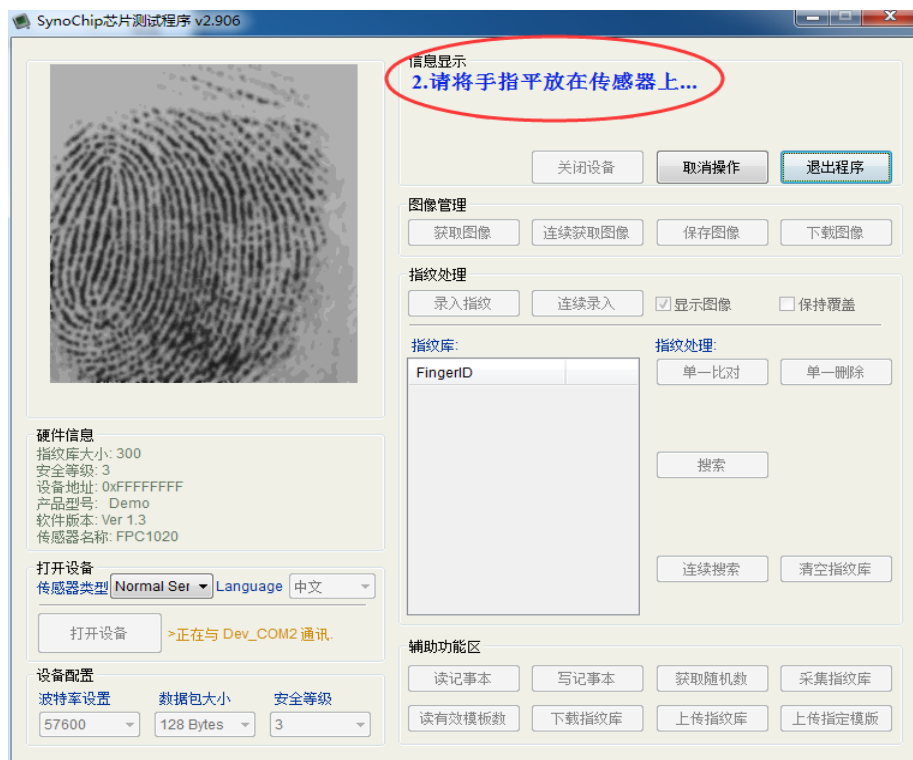 SynoChip芯片测试程序 v2.906
信息显示
2.请将手指平放在传感器上...
关闭设备 取消操作 退出程序
图像管理
获取图像 连续获取图像 保存图像 下载图像
指纹处理
录入指纹 连续录入 显示图像 保持覆盖
指纹库: 指纹处理:
FingerID
单一比对 单一删除
搜索
连续搜索 清空指纹库
硬件信息
指纹库大小: 300
安全等级: 3
设备地址: 0xFFFFFFFF
产品型号: Demo
软件版本: Ver 1.3
传感器名称: FPC1020
打开设备
传感器类型 Normal Ser Language 中文
打开设备 >正在与 Dev_COM2 通讯.
设备配置
波特率设置 数据包大小 安全等级
57600 128 Bytes 3
辅助功能区
读记事本 写记事本 获取随机数 采集指纹库
读有效模板数 下载指纹库 上传指纹库 上传指定模版